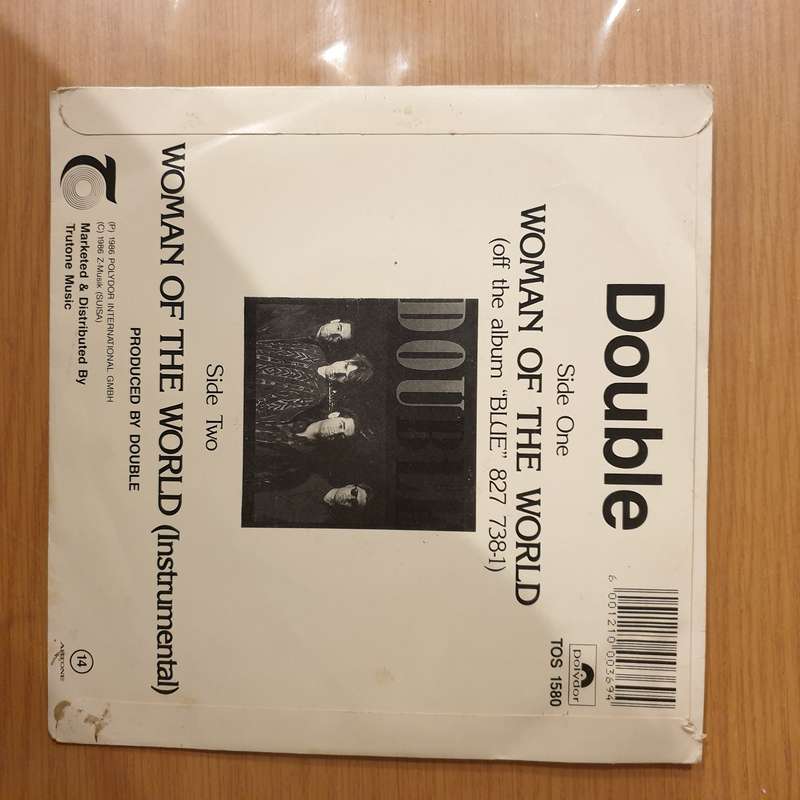 Double
6 001210 003694
polydor
TOS 1580
Side One
WOMAN OF THE WORLD
(off the album "BLUE" 827 738-1)
DOUBLE
Side Two
WOMAN OF THE WORLD (Instrumental)
PRODUCED BY DOUBLE
(P) 1986 POLYDOR INTERNATIONAL GMBH
(C) 1986 Z-Musik (SUISA)
Marketed & Distributed By
Trutone Music
14
ARTONE